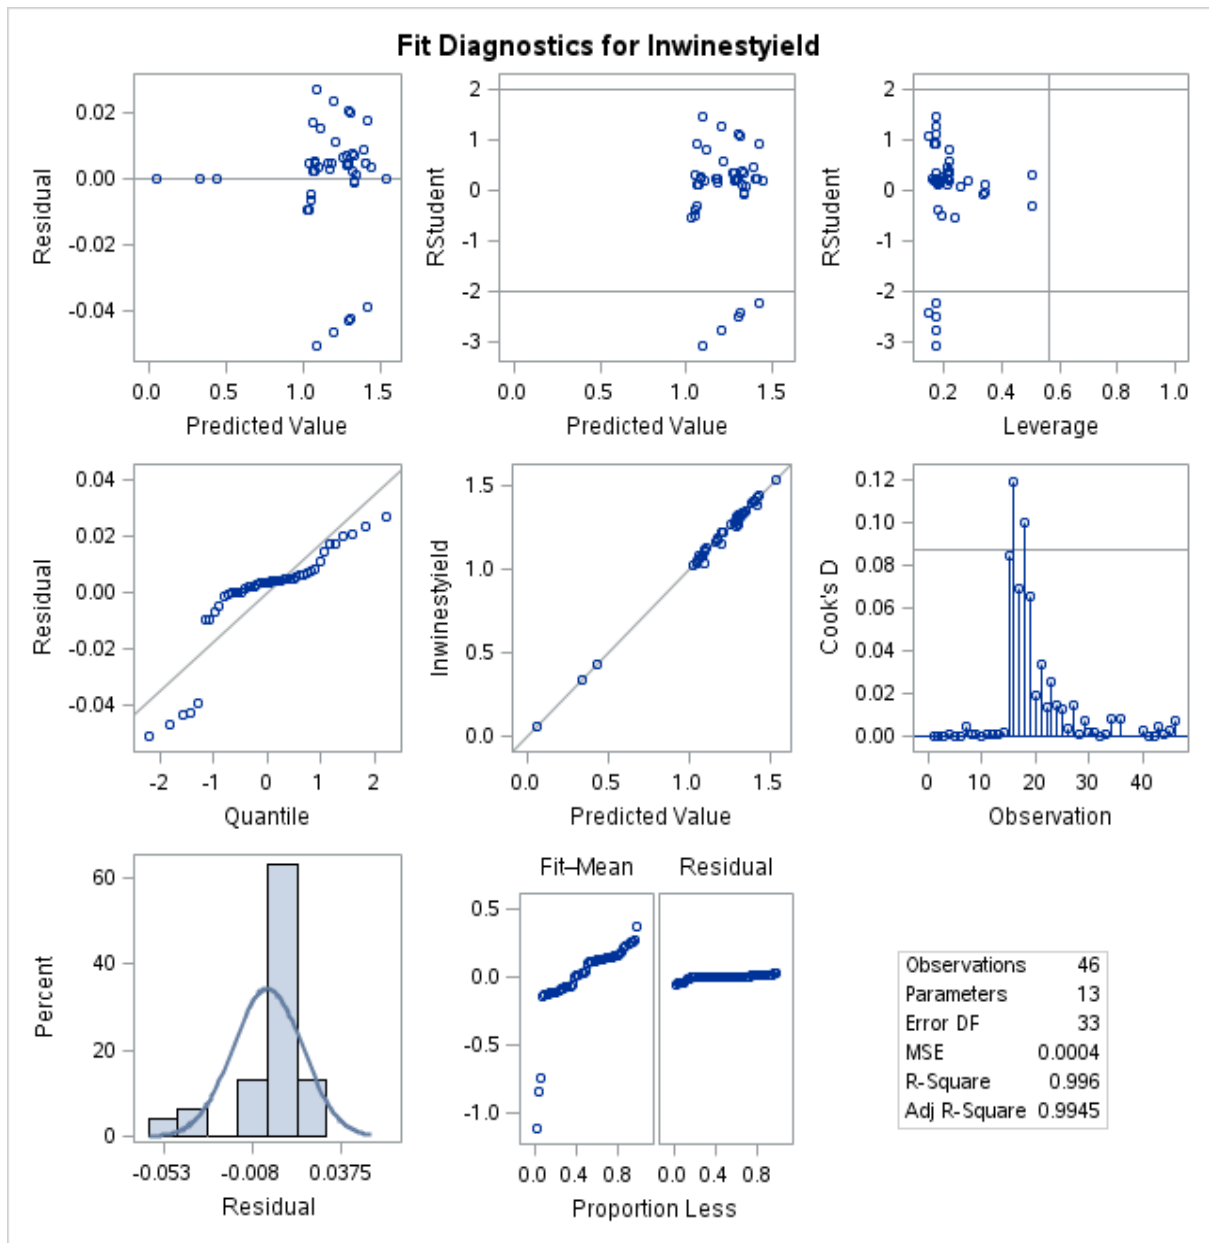 Fit Diagnostics for lnwinestyield
Residual
0.02
0.00
-0.02
-0.04
0.0 0.5 1.0 1.5
Predicted Value
RStudent
2
1
0
-1
-2
-3
0.0 0.5 1.0 1.5
Predicted Value
RStudent
2
1
0
-1
-2
-3
0.2 0.4 0.6 0.8 1.0
Leverage
Residual
0.04
0.02
0.00
-0.02
-0.04
-2 -1 0 1 2
Quantile
lnwinestyield
1.5
1.0
0.5
0.0
0.0 0.5 1.0 1.5
Predicted Value
Cook's D
0.12
0.10
0.08
0.06
0.04
0.02
0.00
0 10 20 30 40
Observation
Percent
60
40
20
0
-0.053 -0.008 0.0375
Residual
Fit–Mean Residual
0.5
0.0
-0.5
-1.0
0.0 0.4 0.8 0.0 0.4 0.8
Proportion Less
Observations 46
Parameters 13
Error DF 33
MSE 0.0004
R-Square 0.996
Adj R-Square 0.9945